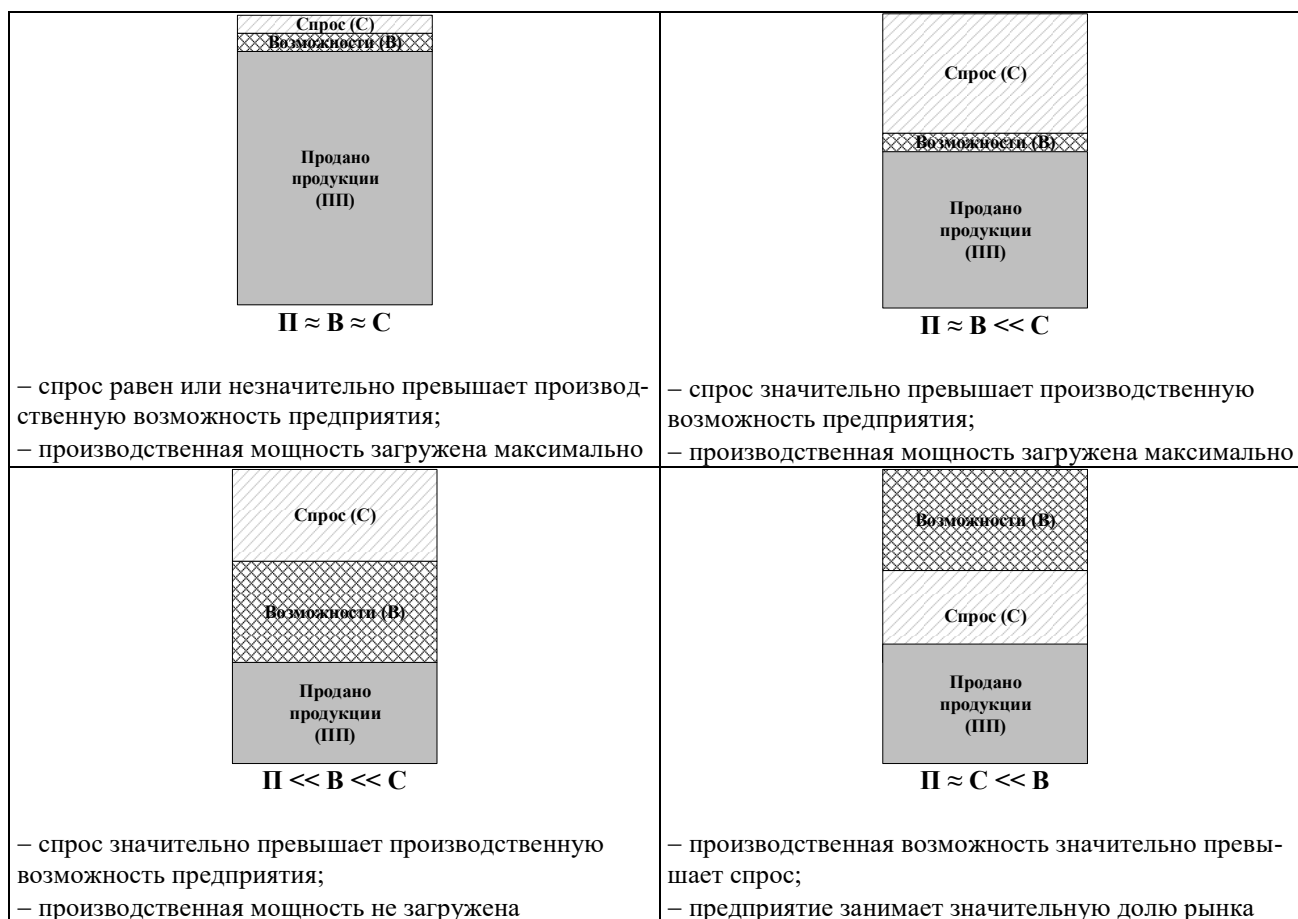 Спрос (С)
Возможности (В)
Продано
продукции
(ПП)
П ≈ В ≈ С
– спрос равен или незначительно превышает производ-
ственную возможность предприятия;
– производственная мощность загружена максимально
Спрос (С)
Возможности (В)
Продано
продукции
(ПП)
П ≈ В << С
– спрос значительно превышает производственную
возможность предприятия;
– производственная мощность загружена максимально
Спрос (С)
Возможности (В)
Продано
продукции
(ПП)
П << В << С
– спрос значительно превышает производственную
возможность предприятия;
– производственная мощность не загружена
Возможности (В)
Спрос (С)
Продано
продукции
(ПП)
П ≈ С << В
– производственная возможность значительно превы-
шает спрос;
– предприятие занимает значительную долю рынка